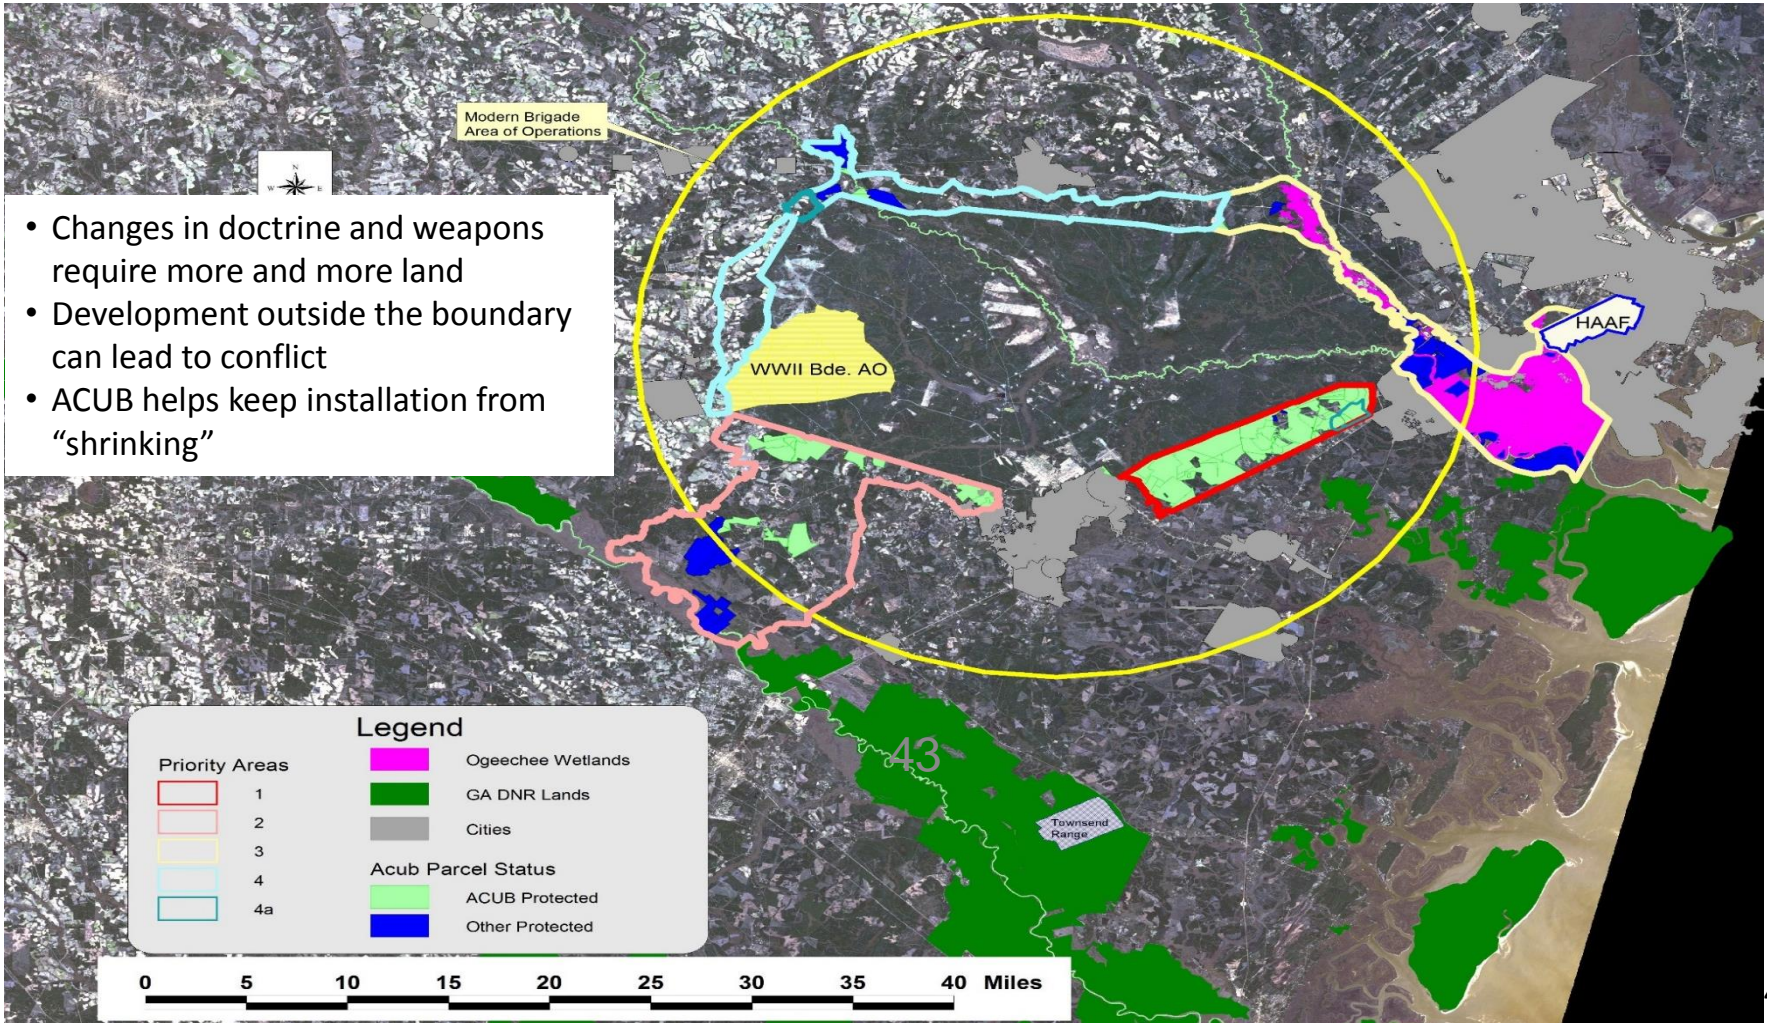 Modern Brigade
Area of Operations
N
W E
• Changes in doctrine and weapons
require more and more land
• Development outside the boundary
can lead to conflict
• ACUB helps keep installation from
“shrinking”
WWII Bde. AO
HAAF
43
Townsend
Range
Legend
Priority Areas
1
2
3
4
4a
Ogeechee Wetlands
GA DNR Lands
Cities
Acub Parcel Status
ACUB Protected
Other Protected
0 5 10 15 20 25 30 35 40 Miles